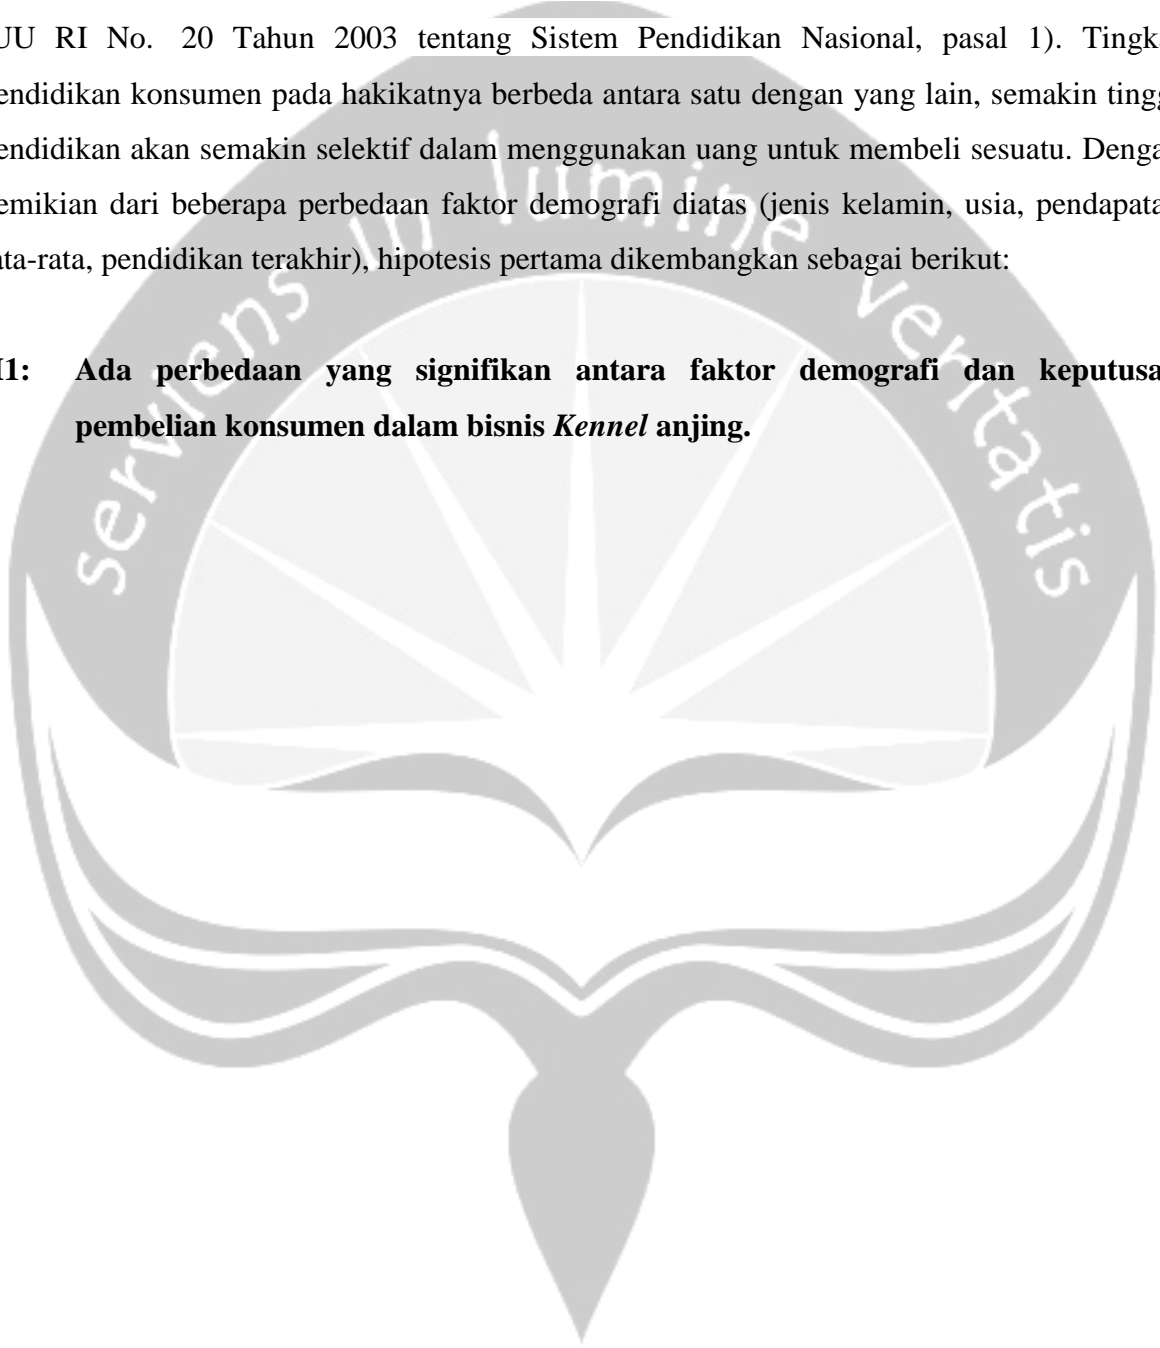 UU RI No. 20 Tahun 2003 tentang Sistem Pendidikan Nasional, pasal 1). Tingka
endidikan konsumen pada hakikatnya berbeda antara satu dengan yang lain, semakin tingg
endidikan akan semakin selektif dalam menggunakan uang untuk membeli sesuatu. Denga
emikian dari beberapa perbedaan faktor demografi diatas (jenis kelamin, usia, pendapata
ata-rata, pendidikan terakhir), hipotesis pertama dikembangkan sebagai berikut:
serviens in lumine veritatis
1: Ada perbedaan yang signifikan antara faktor demografi dan keputusa
pembelian konsumen dalam bisnis Kennel anjing.